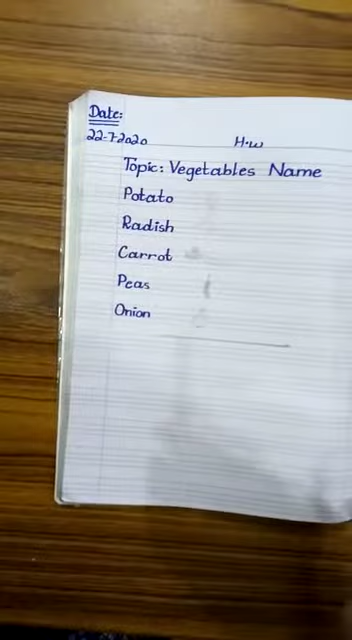 Date:
22-7-2020 H.W
Topic: Vegetables Name
Potato
Radish
Carrot
Peas
Onion